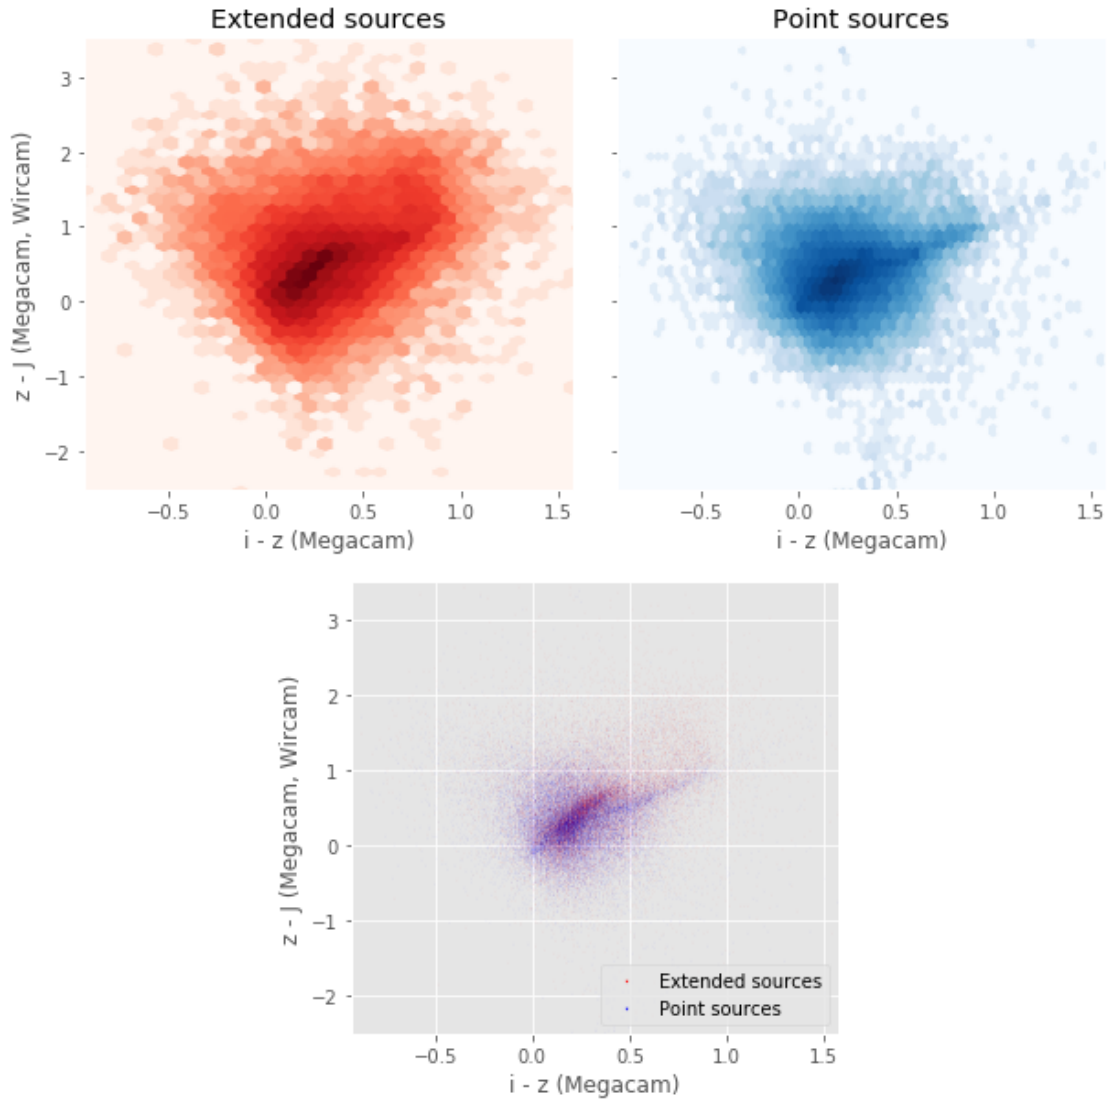 Extended sources
Point sources
z - J (Megacam, Wircam)
3
2
1
0
−1
−2
−0.5 0.0 0.5 1.0 1.5
−0.5 0.0 0.5 1.0 1.5
i - z (Megacam)
i - z (Megacam)
z - J (Megacam, Wircam)
3
2
1
0
−1
−2
Extended sources
Point sources
−0.5 0.0 0.5 1.0 1.5
i - z (Megacam)